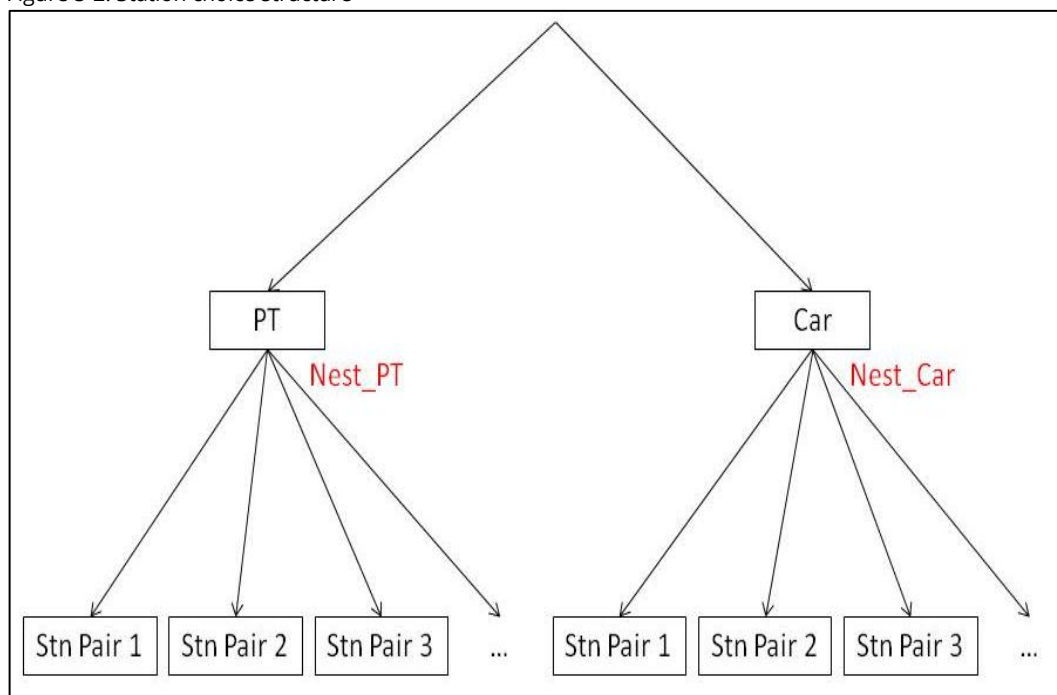 PT
Car
Nest_PT
Nest_Car
Stn Pair 1
Stn Pair 2
Stn Pair 3
...
Stn Pair 1
Stn Pair 2
Stn Pair 3
...